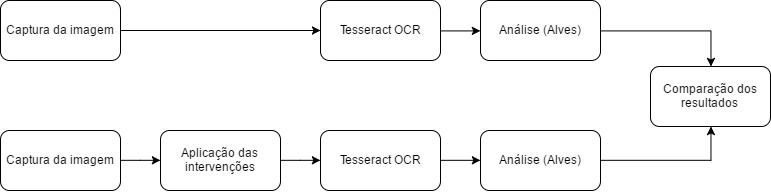 Captura da imagem
Tesseract OCR
Análise (Alves)
Comparação dos
resultados
Captura da imagem
Aplicação das
intervenções
Tesseract OCR
Análise (Alves)